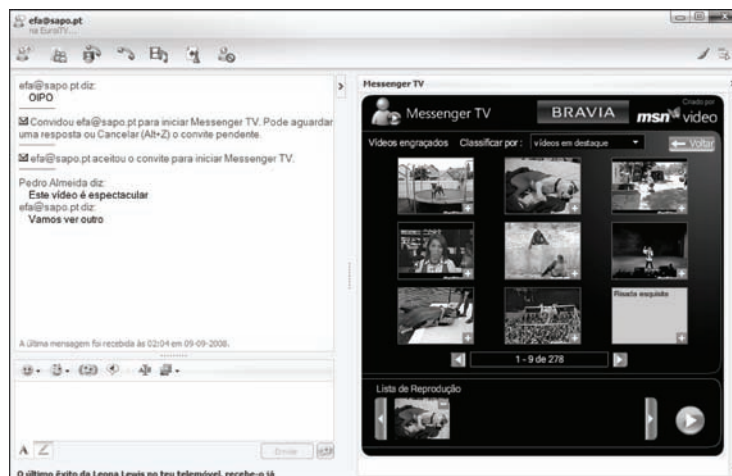 efa@sapo.pt
na EuroTV...
efa@sapo.pt diz:
OIPO
Convidou efa@sapo.pt para iniciar Messenger TV. Pode aguardar
uma resposta ou Cancelar (Alt+Z) o convite pendente.
efa@sapo.pt aceitou o convite para iniciar Messenger TV.
Pedro Almeida diz:
Este vídeo é espectacular
efa@sapo.pt diz:
Vamos ver outro
A última mensagem foi recebida às 02:04 em 09-09-2008.
A
Enviar
O último êxito da Leona Lewis no teu telemóvel, recebe-o já
Messenger TV
Messenger TV
BRAVIA
Criado por
msn video
Vídeos engraçados Classificar por: vídeos em destaque
Voltar
Risada esquisita
1 - 9 de 278
Lista de Reprodução